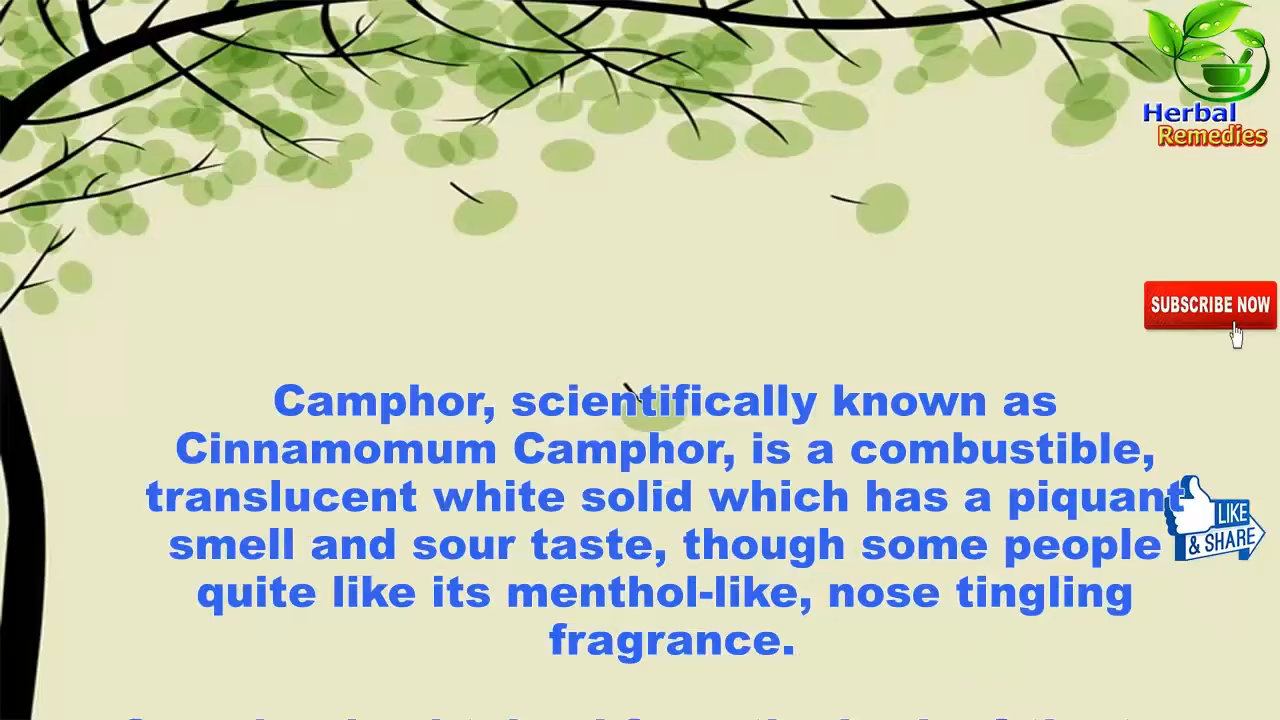 Herbal
Remedies
SUBSCRIBE NOW
Camphor, scientifically known as
Cinnamomum Camphor, is a combustible,
translucent white solid which has a piquant
smell and sour taste, though some people
quite like its menthol-like, nose tingling
fragrance.
LIKE
& SHARE